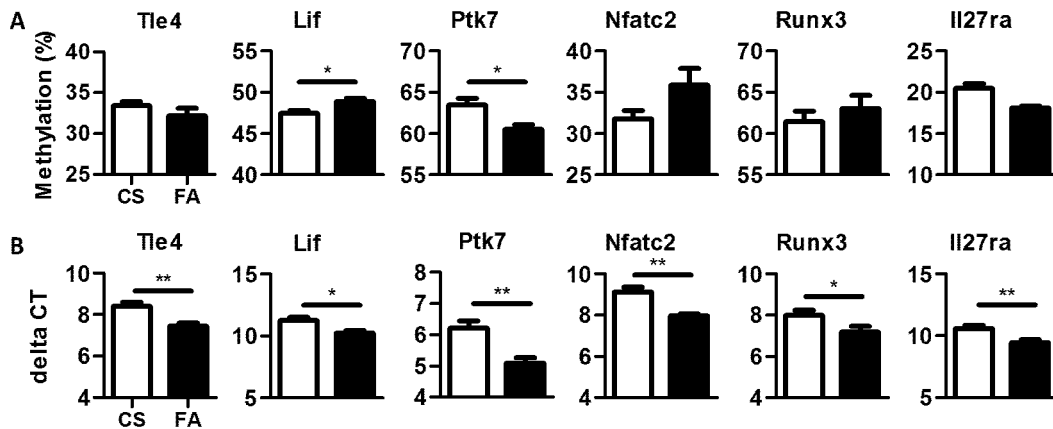 A
Tle4 Lif Ptk7 Nfatc2 Runx3 Il27ra
Methylation (%)
40 35 30 25
CS FA
55 50 45 40
*
70 65 60 55
*
40 35 30 25
70 65 60 55
25 20 15 10
B
Tle4 Lif Ptk7 Nfatc2 Runx3 Il27ra
delta CT
10 8 6 4
**
CS FA
15 10 5
*
8 7 6 5 4
**
10 8 6 4
**
10 8 6 4
*
15 10 5
**